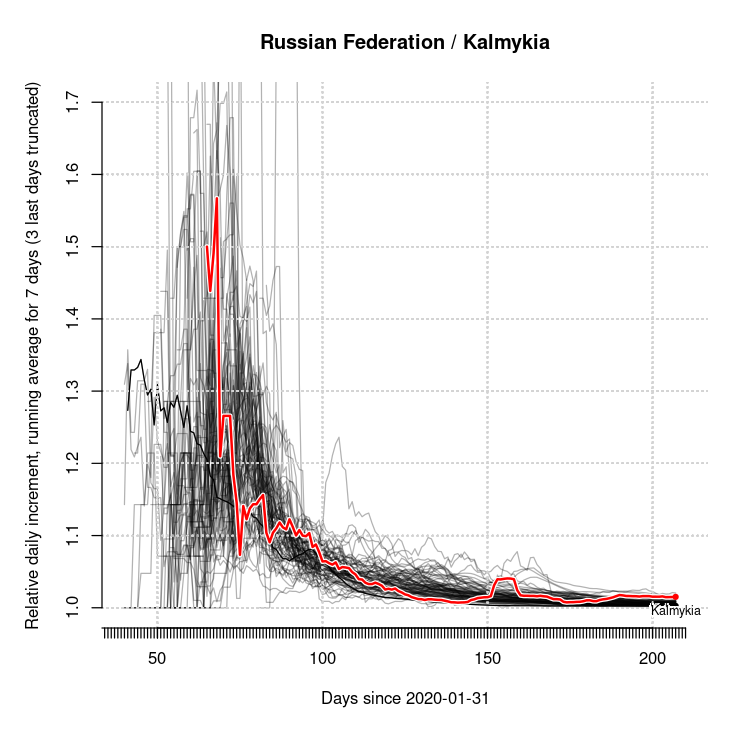 Russian Federation / Kalmykia
Relative daily increment, running average for 7 days (3 last days truncated)
1.7
1.6
1.5
1.4
1.3
1.2
1.1
1.0
Kalmykia
50 100 150 200
Days since 2020-01-31